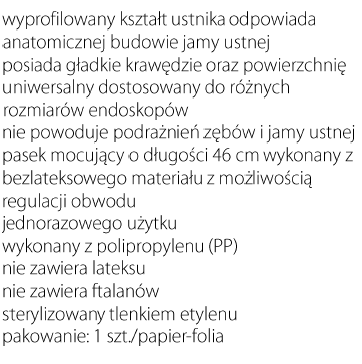 wyprofilowany kształt ustnika odpowiada
anatomicznej budowie jamy ustnej
posiada gładkie krawędzie oraz powierzchnię
uniwersalny dostosowany do różnych
rozmiarów endoskopów
nie powoduje podrażnień zębów i jamy ustnej
pasek mocujący o długości 46 cm wykonany z
bezlateksowego materiału z możliwością
regulacji obwodu
jednorazowego użytku
wykonany z polipropylenu (PP)
nie zawiera lateksu
nie zawiera ftalanów
sterylizowany tlenkiem etylenu
pakowanie: 1 szt./papier-folia